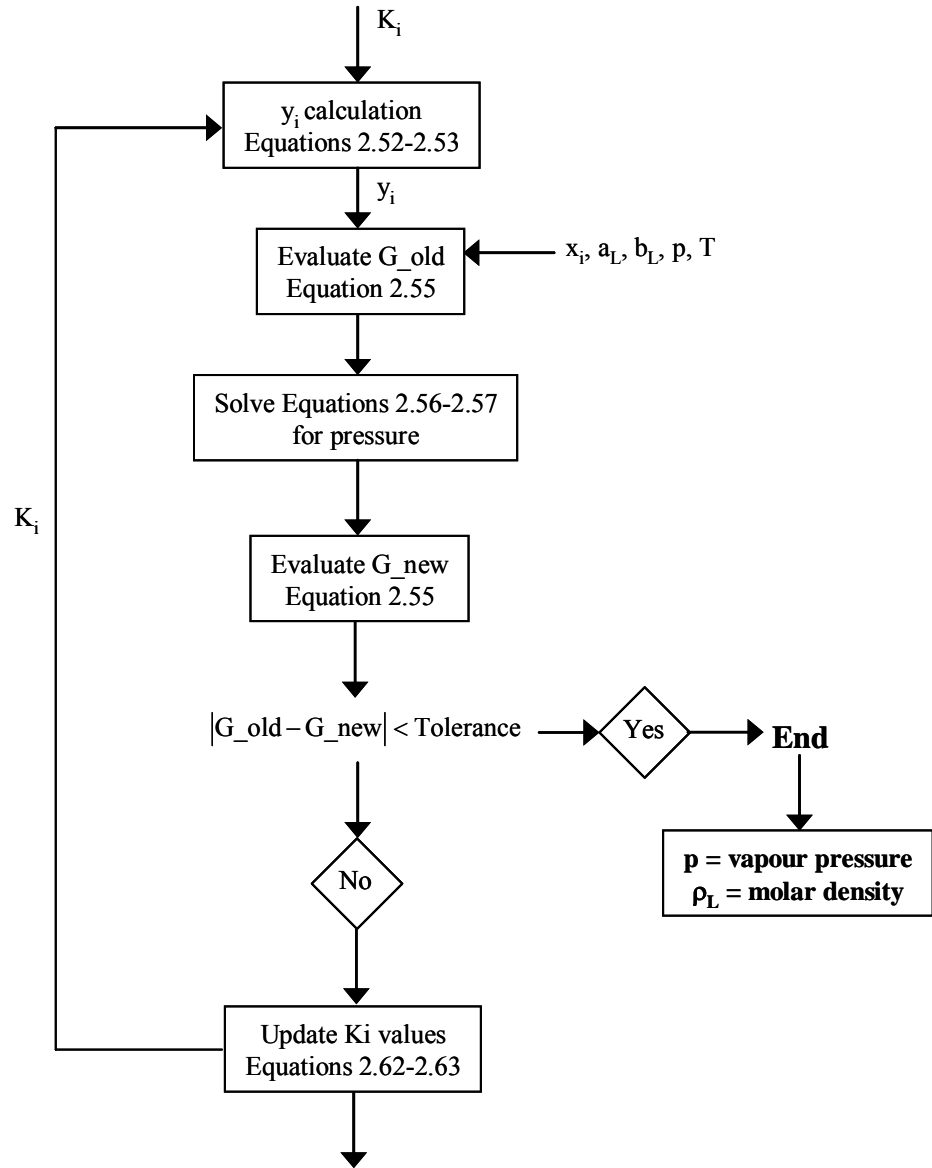 K_i
y_i calculation
Equations 2.52-2.53
y_i
Evaluate G_old
Equation 2.55
x_i, a_L, b_L, p, T
Solve Equations 2.56-2.57
for pressure
K_i
Evaluate G_new
Equation 2.55
|G_old – G_new| < Tolerance
Yes
End
p = vapour pressure
ρ_L = molar density
No
Update Ki values
Equations 2.62-2.63